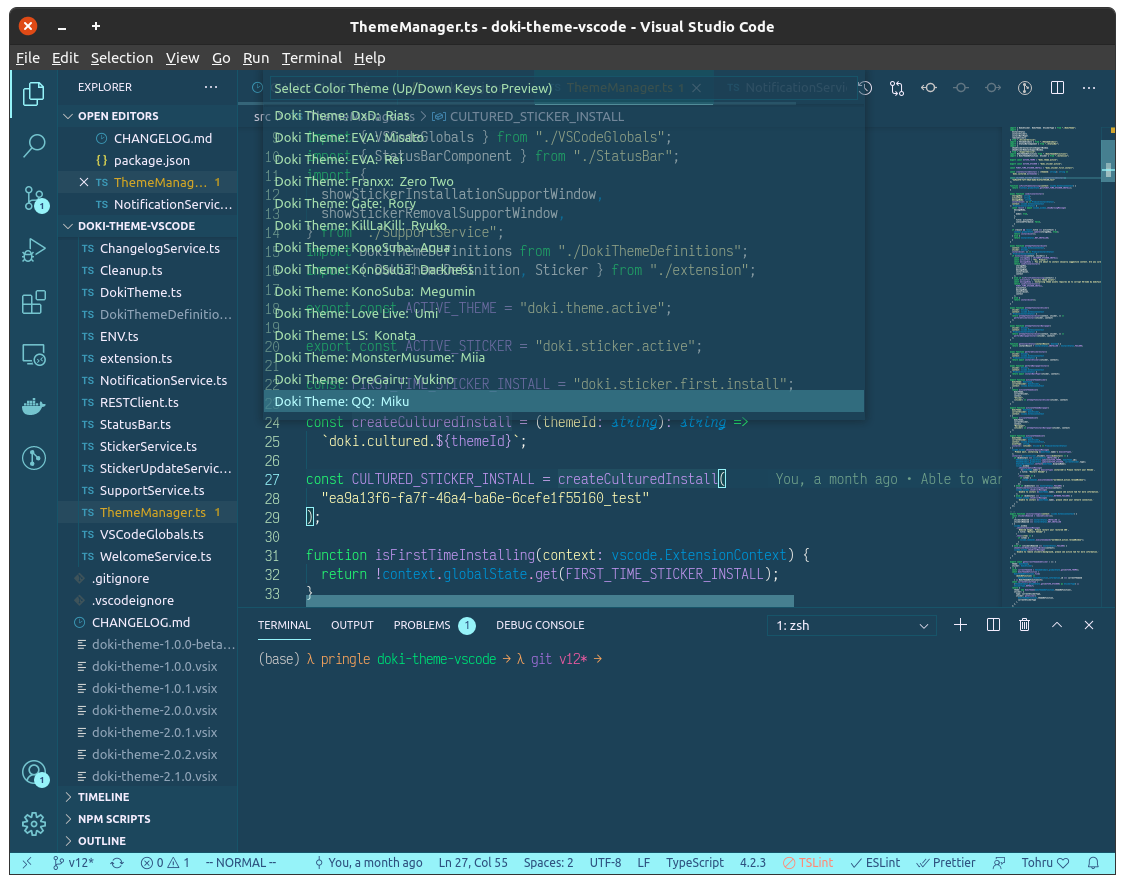 ThemeManager.ts - doki-theme-vscode - Visual Studio Code
File Edit Selection View Go Run Terminal Help
EXPLORER
OPEN EDITORS
CHANGELOG.md
{} package.json
TS ThemeManag... 1
TS NotificationServic...
DOKI-THEME-VSCODE
TS ChangelogService.ts
TS Cleanup.ts
TS DokiTheme.ts
TS DokiThemeDefinitio...
TS ENV.ts
TS extension.ts
TS NotificationService.ts
TS RESTClient.ts
TS StatusBar.ts
TS StickerService.ts
TS StickerUpdateServic...
TS SupportService.ts
TS ThemeManager.ts 1
TS VSCodeGlobals.ts
TS WelcomeService.ts
.gitignore
.vscodeignore
CHANGELOG.md
doki-theme-1.0.0-beta...
doki-theme-1.0.0.vsix
doki-theme-1.0.1.vsix
doki-theme-2.0.0.vsix
doki-theme-2.0.1.vsix
doki-theme-2.0.2.vsix
doki-theme-2.1.0.vsix
TIMELINE
NPM SCRIPTS
OUTLINE
1
1
TS ThemeManager.ts 1
TS NotificationServi
Select Color Theme (Up/Down Keys to Preview)
Doki Theme: DxD: Rias
Doki Theme: EVA: Misato
Doki Theme: EVA: Rei
Doki Theme: Franxx: Zero Two
Doki Theme: Gate: Rory
Doki Theme: KillLaKill: Ryuko
Doki Theme: KonoSuba: Aqua
Doki Theme: KonoSuba: Darkness
Doki Theme: KonoSuba: Megumin
Doki Theme: Love Live: Umi
Doki Theme: LS: Konata
Doki Theme: MonsterMusume: Miia
Doki Theme: OreGairu: Yukino
Doki Theme: QQ: Miku
src
CULTURED_STICKER_INSTALL
9 import { VSCodeGlobals } from "./VSCodeGlobals";
10 import { StatusBarComponent } from "./StatusBar";
11 import {
12 showStickerInstallationSupportWindow,
13 showStickerRemovalSupportWindow,
14 } from "./SupportService";
15 import DokiThemeDefinitions from "./DokiThemeDefinitions";
16 import { DokiThemeDefinition, Sticker } from "./extension";
18 export const ACTIVE_THEME = "doki.theme.active";
19
20 export const ACTIVE_STICKER = "doki.sticker.active";
21
22 const FIRST_TIME_STICKER_INSTALL = "doki.sticker.first.install";
23
24 const createCulturedInstall = (themeId: string): string =>
25 `doki.cultured.${themeId}`;
26
27 const CULTURED_STICKER_INSTALL = createCulturedInstall( You, a month ago • Able to wan
28 "ea9a13f6-fa7f-46a4-ba6e-6cefe1f55160_test"
29 );
30
31 function isFirstTimeInstalling(context: vscode.ExtensionContext) {
32 return !context.globalState.get(FIRST_TIME_STICKER_INSTALL);
33 }
TERMINAL OUTPUT PROBLEMS 1 DEBUG CONSOLE 1: zsh
(base) λ pringle doki-theme-vscode → λ git v12* →
v12* 0 1 -- NORMAL -- You, a month ago Ln 27, Col 55 Spaces: 2 UTF-8 LF TypeScript 4.2.3 TSLint ESLint Prettier Tohru